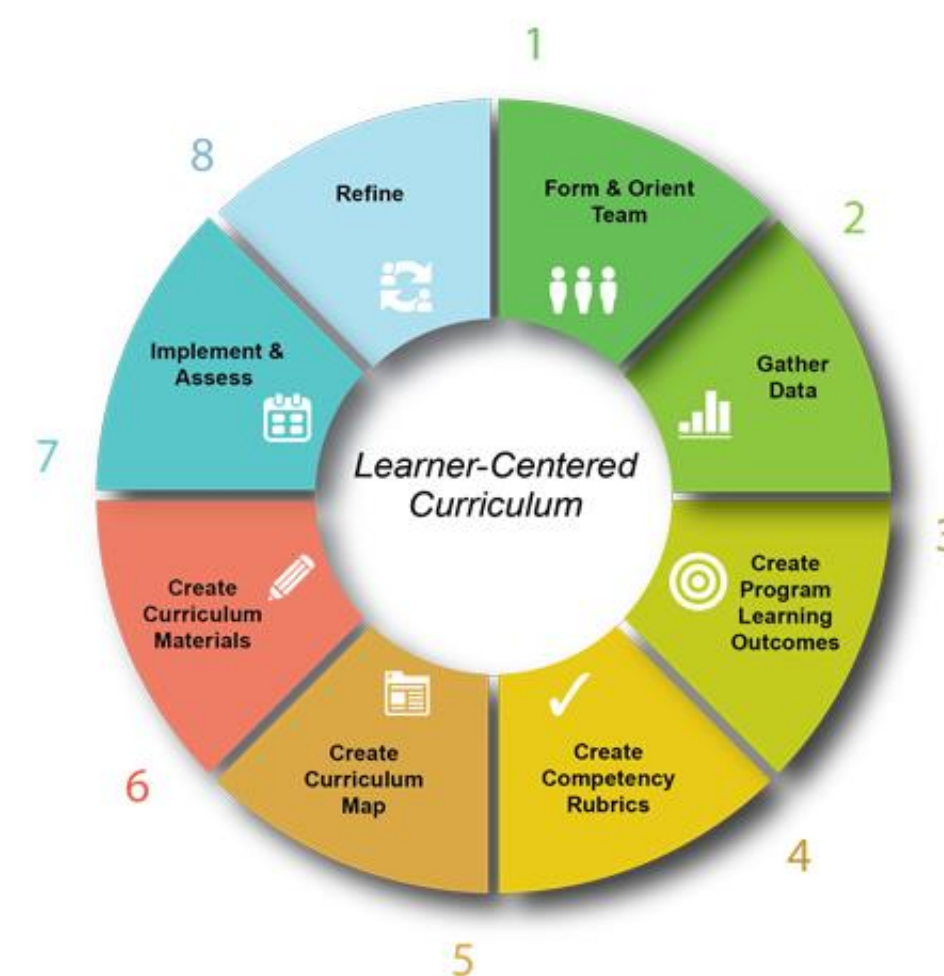 1
Form & Orient
Team
2
Gather
Data
3
Create
Program
Learning
Outcomes
4
Create
Competency
Rubrics
5
Create
Curriculum
Map
6
Create
Curriculum
Materials
7
Implement &
Assess
8
Refine
Learner-Centered
Curriculum